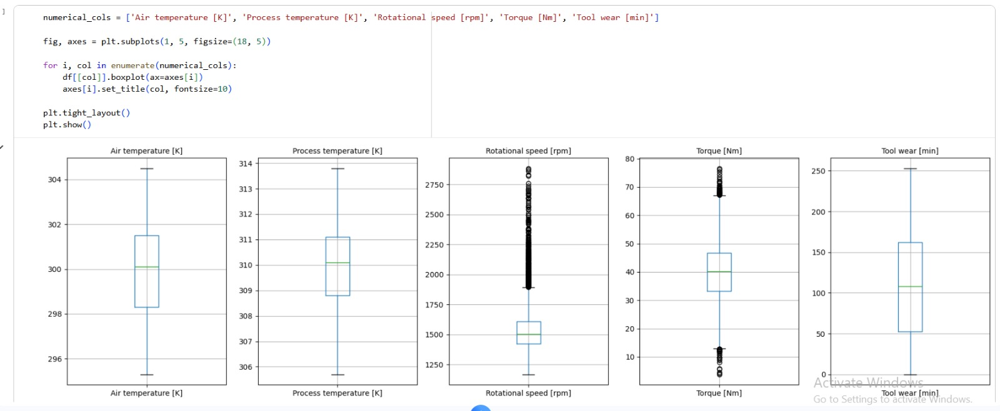 ]
numerical_cols = ['Air temperature [K]', 'Process temperature [K]', 'Rotational speed [rpm]', 'Torque [Nm]', 'Tool wear [min]']
fig, axes = plt.subplots(1, 5, figsize=(18, 5))
for i, col in enumerate(numerical_cols):
    df[[col]].boxplot(ax=axes[i])
    axes[i].set_title(col, fontsize=10)
plt.tight_layout()
plt.show()
Air temperature [K]
304
302
300
298
296
Air temperature [K]
Process temperature [K]
314
313
312
311
310
309
308
307
306
Process temperature [K]
Rotational speed [rpm]
2750
2500
2250
2000
1750
1500
1250
Rotational speed [rpm]
Torque [Nm]
80
70
60
50
40
30
20
10
Torque [Nm]
Tool wear [min]
250
200
150
100
50
0
Tool wear [min]
Activate Windows
Go to Settings to activate Windows.